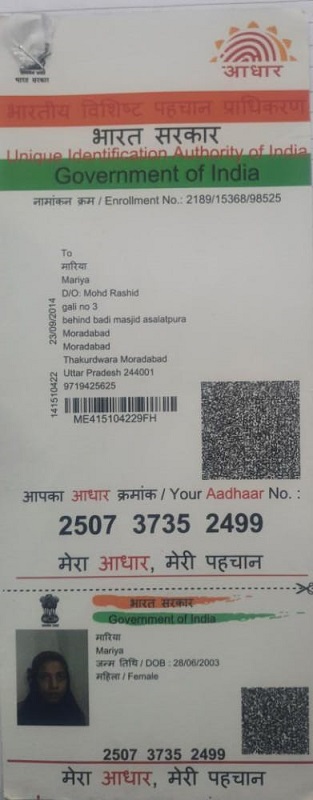 भारत सरकार
आधार
भारतीय विशिष्ट पहचान प्राधिकरण
भारत सरकार
Unique Identification Authority of India
Government of India
नामांकन क्रम / Enrollment No.: 2189/15368/98525
To
मारिया
Mariya
D/O: Mohd Rashid
gali no 3
behind badi masjid asalatpura
Moradabad
Moradabad
Thakurdwara Moradabad
Uttar Pradesh 244001
9719425625
141510422 23/09/2014
ME415104229FH
आपका आधार क्रमांक / Your Aadhaar No. :
2507 3735 2499
मेरा आधार, मेरी पहचान
भारत सरकार
Government of India
मारिया
Mariya
जन्म तिथि / DOB : 28/06/2003
महिला / Female
2507 3735 2499
मेरा आधार, मेरी पहचान